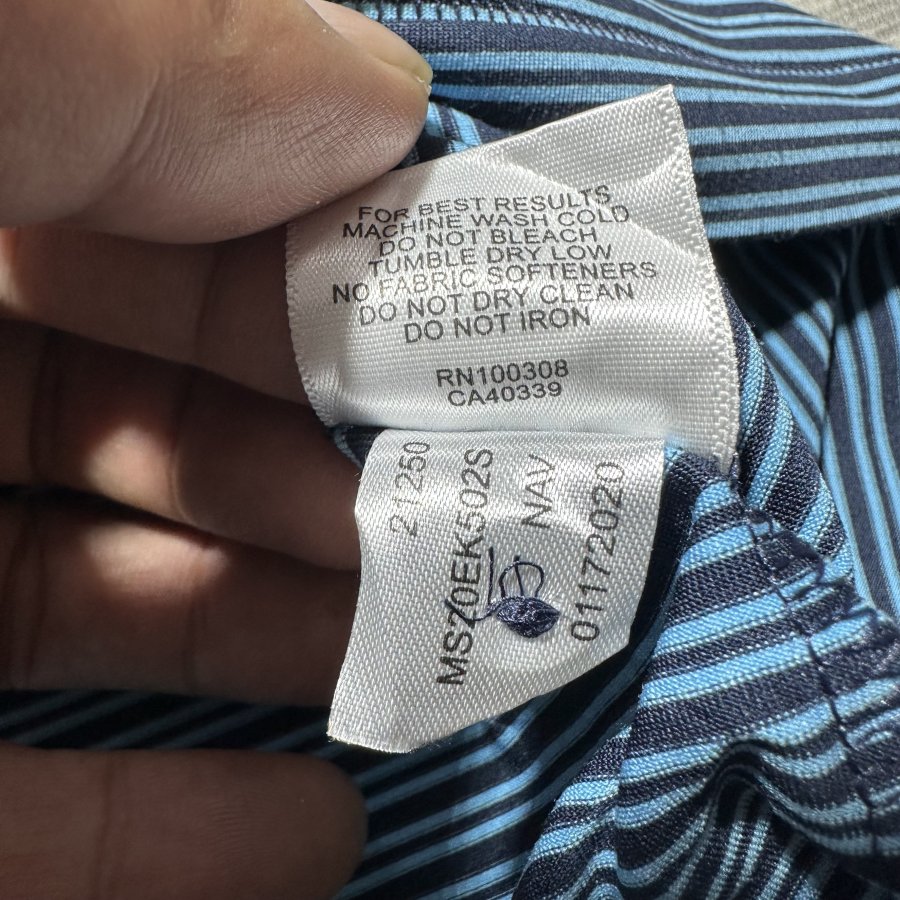 FOR BEST RESULTS
MACHINE WASH COLD
DO NOT BLEACH
TUMBLE DRY LOW
NO FABRIC SOFTENERS
DO NOT DRY CLEAN
DO NOT IRON
RN100308
CA40339
21250
MS20EK502S
NAV
01172020